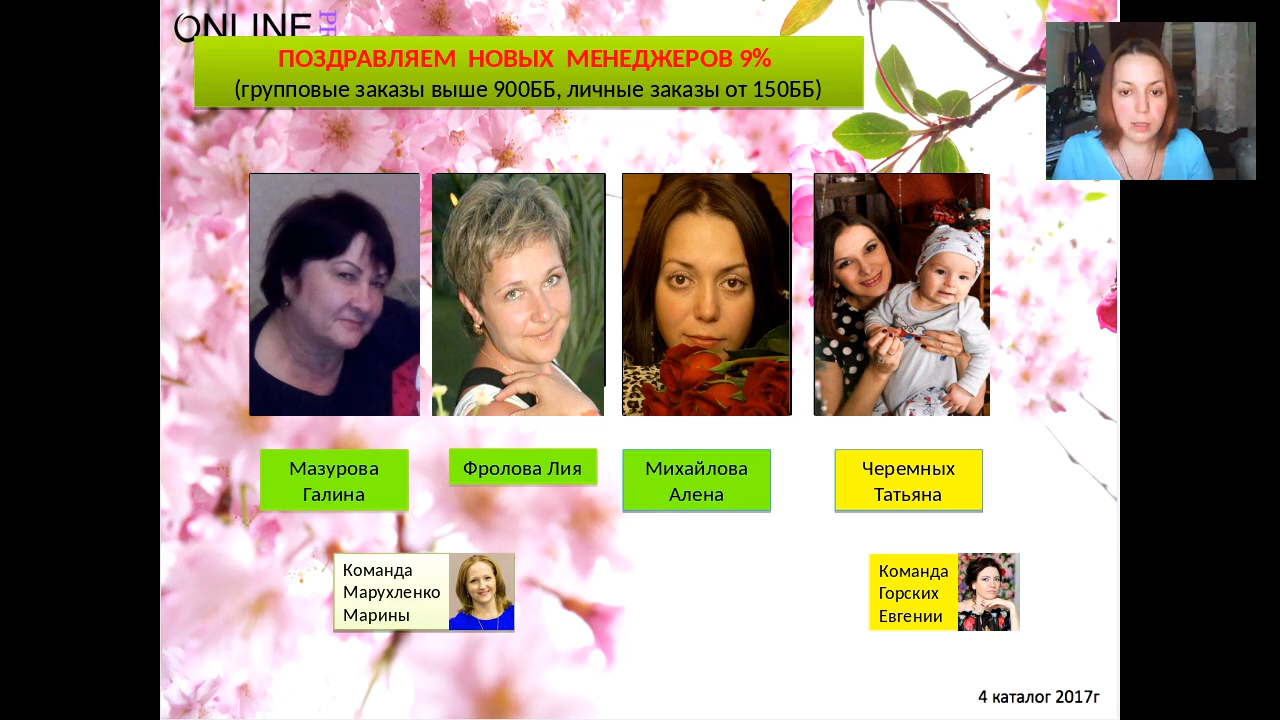 ONLINE PR
ПОЗДРАВЛЯЕМ НОВЫХ МЕНЕДЖЕРОВ 9%
(групповые заказы выше 900ББ, личные заказы от 150ББ)
Мазурова
Галина
Фролова Лия
Михайлова
Алена
Черемных
Татьяна
Команда
Марухленко
Марины
Команда
Горских
Евгении
4 каталог 2017г